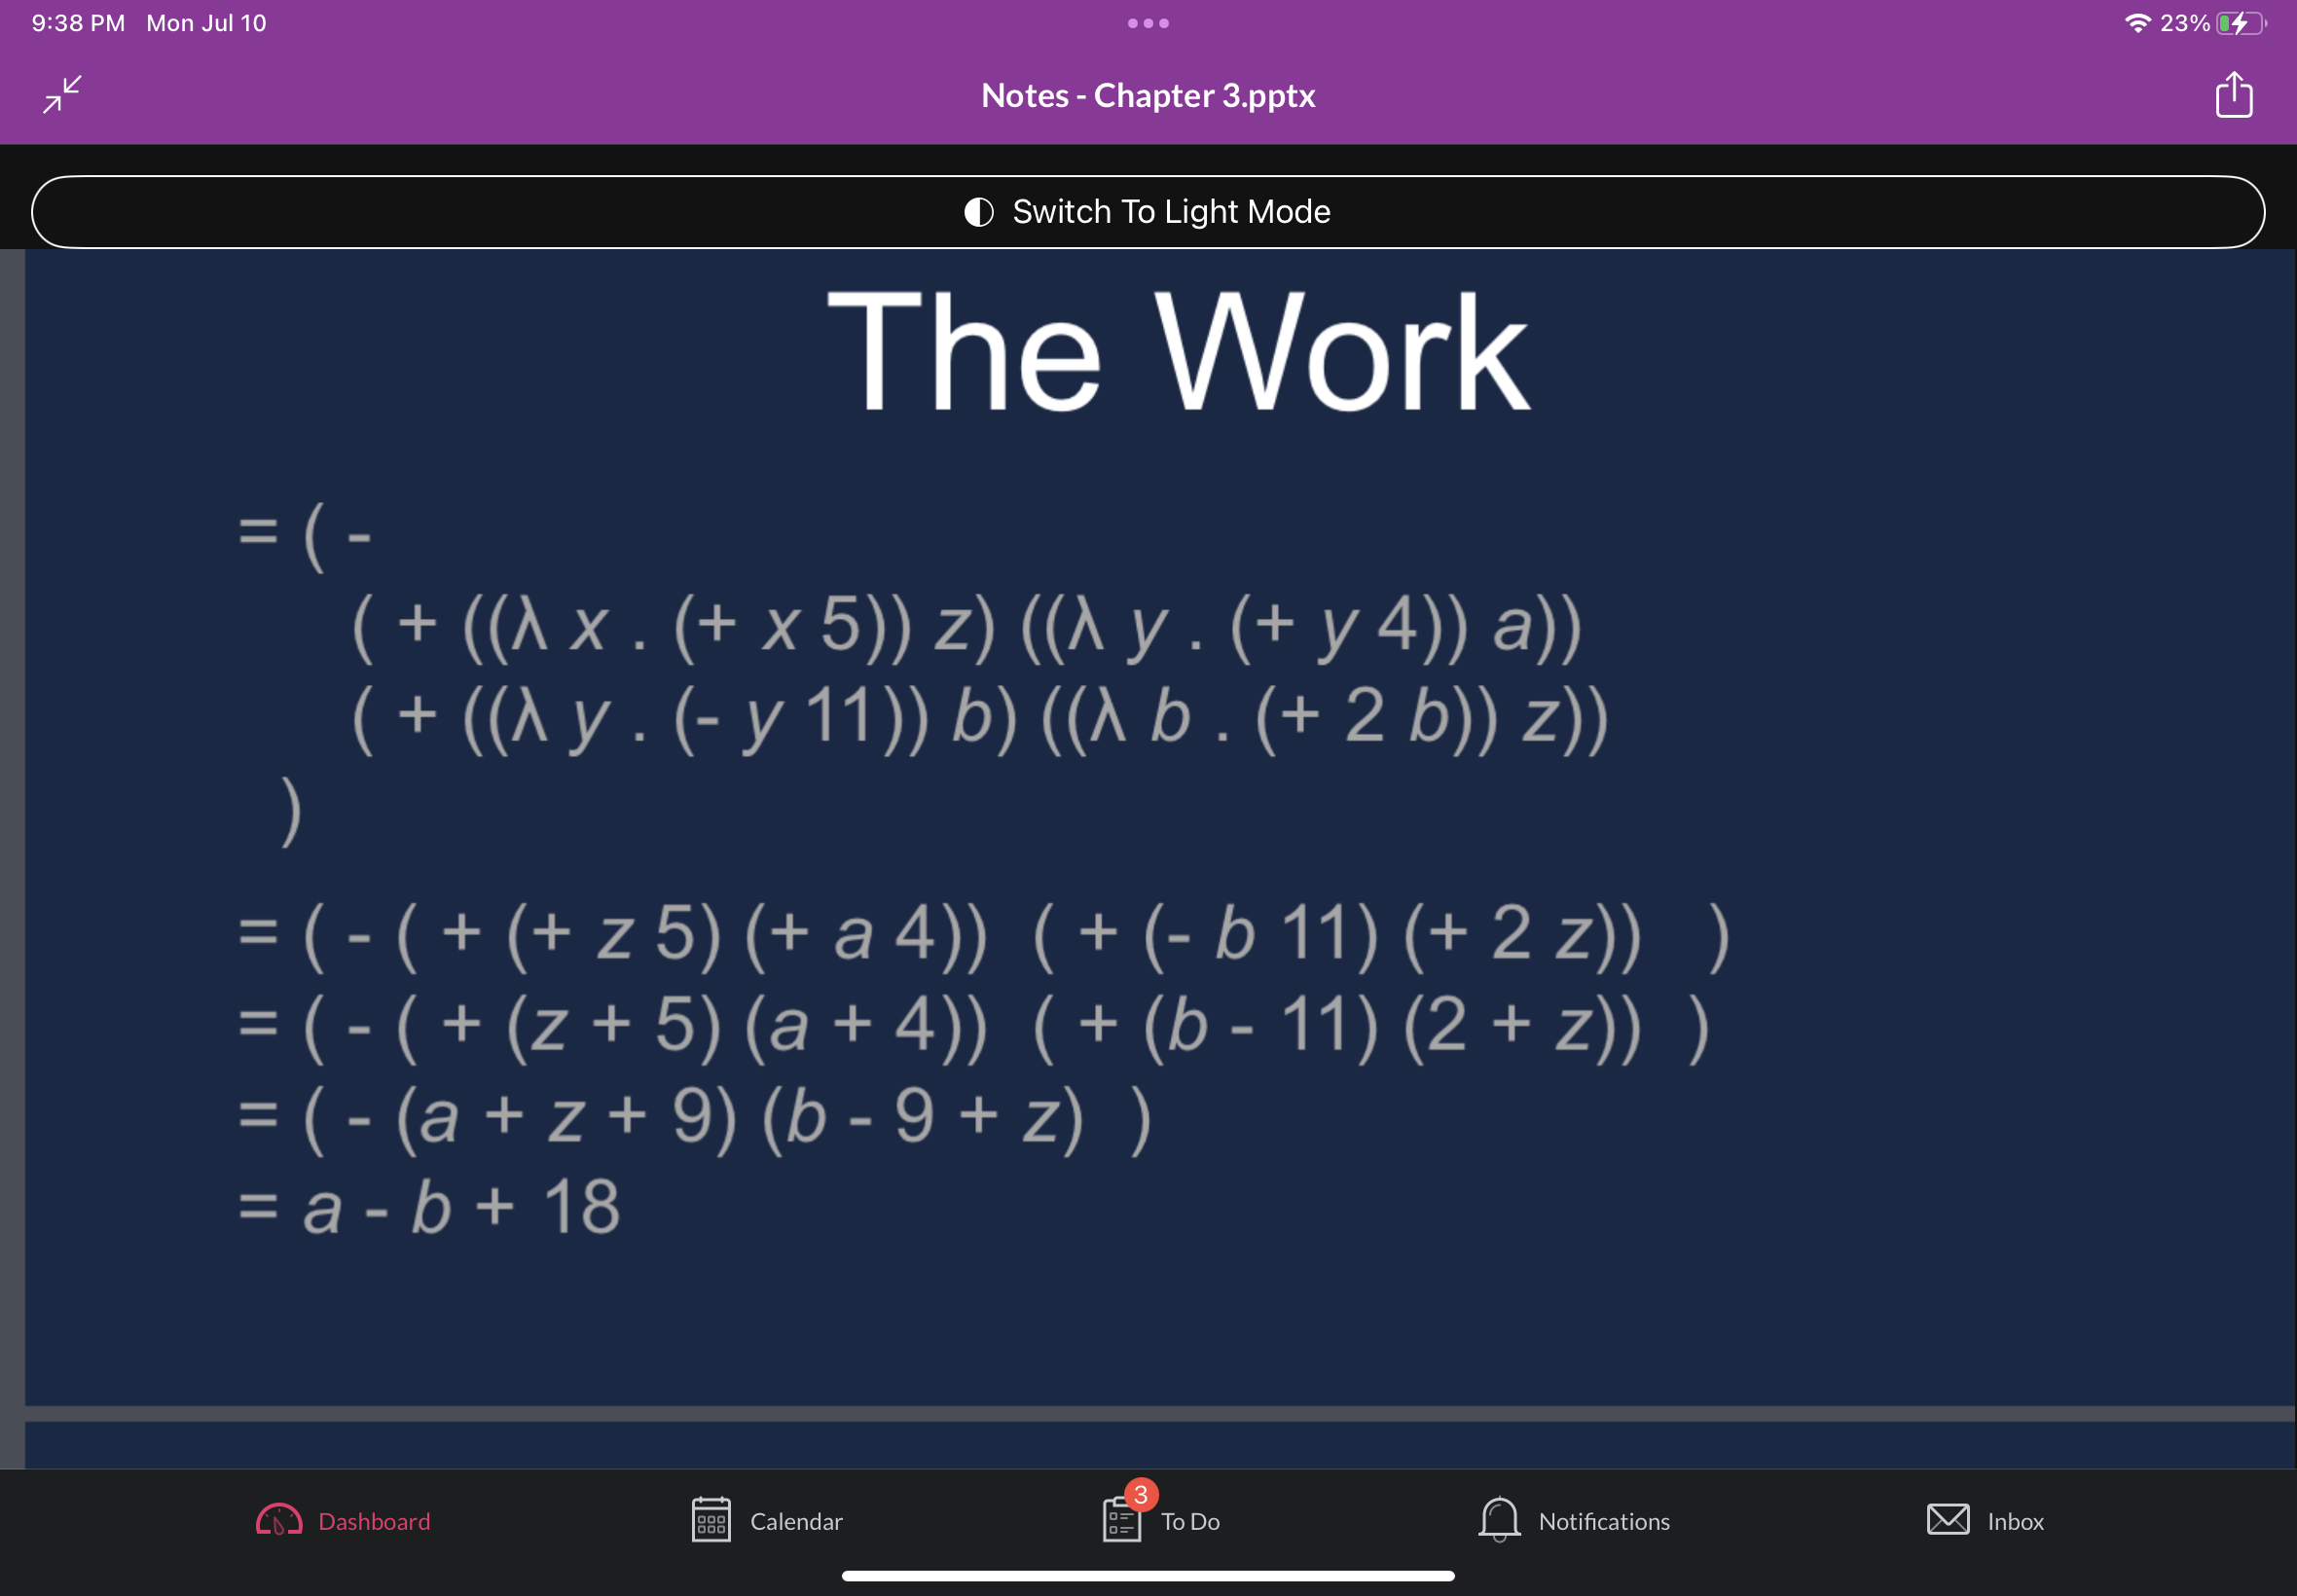 9:38 PM Mon Jul 10
23%
Notes - Chapter 3.pptx
Switch To Light Mode
The Work
= ( -
( + ((λ x . (+ x 5)) z) ((λ y . (+ y 4)) a))
( + ((λ y . (- y 11)) b) ((λ b . (+ 2 b)) z))
)
= ( - ( + (+ z 5) (+ a 4)) ( + (- b 11) (+ 2 z)) )
= ( - ( + (z + 5) (a + 4)) ( + (b - 11) (2 + z)) )
= ( - (a + z + 9) (b - 9 + z) )
= a - b + 18
Dashboard
Calendar
3
To Do
Notifications
Inbox